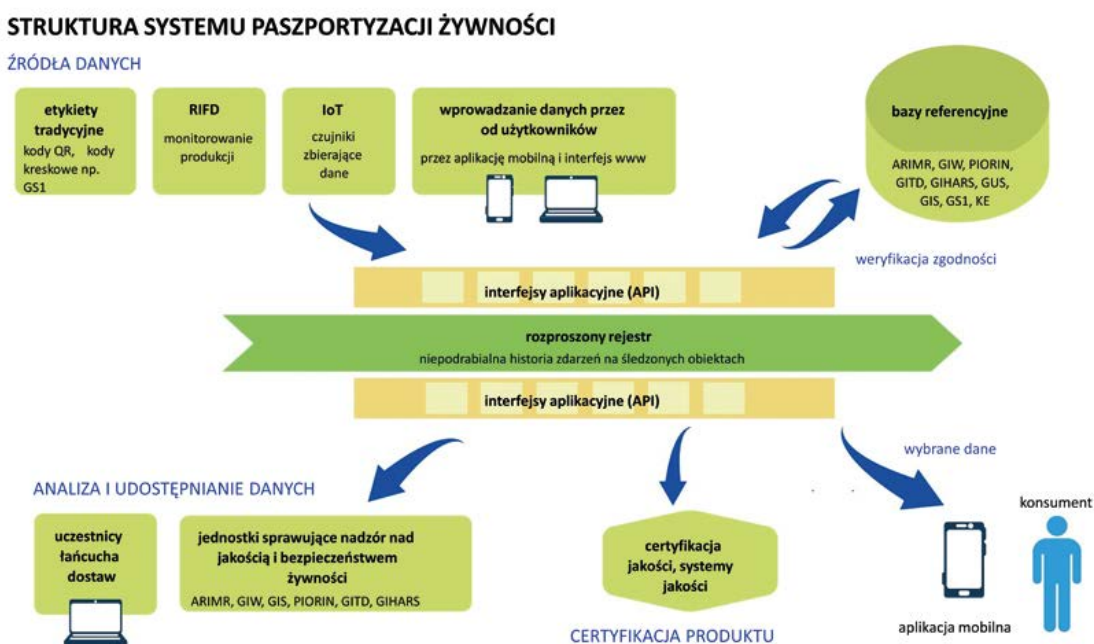 STRUKTURA SYSTEMU PASZPORTYZACJI ŻYWNOŚCI
ŹRÓDŁA DANYCH
etykiety
tradycyjne
kody QR, kody
kreskowe np.
GS1
RIFD
monitorowanie
produkcji
IoT
czujniki
zbierające
dane
wprowadzanie danych przez
od użytkowników
przez aplikację mobilną i interfejs www
bazy referencyjne
ARIMR, GIW, PIORIN,
GITD, GIHARS, GUS,
GIS, GS1, KE
weryfikacja zgodności
interfejsy aplikacyjne (API)
rozproszony rejestr
niepodrabialna historia zdarzeń na śledzonych obiektach
interfejsy aplikacyjne (API)
wybrane dane
ANALIZA I UDOSTĘPNIANIE DANYCH
uczestnicy
łańcucha
dostaw
jednostki sprawujące nadzór nad
jakością i bezpieczeństwem
żywności
ARIMR, GIW, GIS, PIORIN, GITD, GIHARS
certyfikacja
jakości, systemy
jakości
CERTYFIKACJA PRODUKTU
konsument
aplikacja mobilna